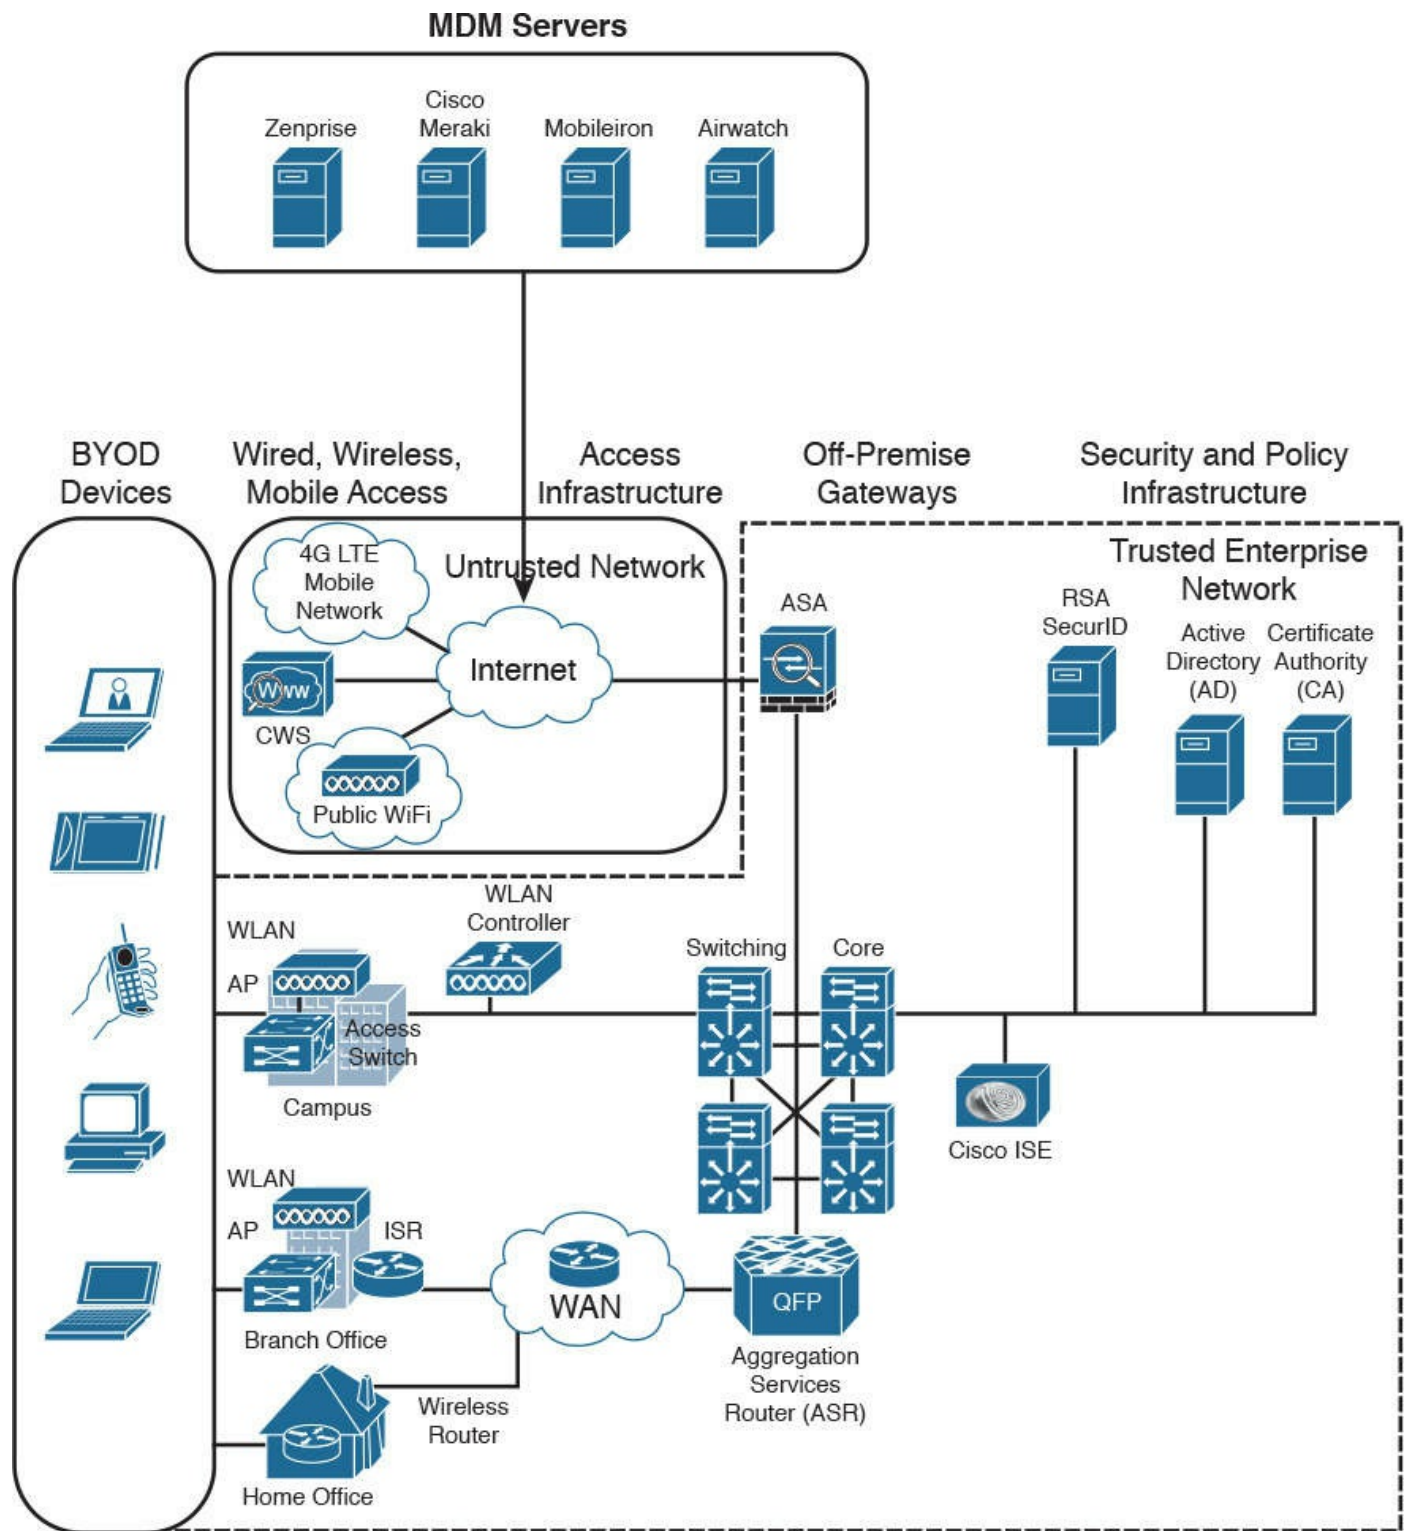 MDM Servers
Zenprise
Cisco
Meraki
Mobileiron
Airwatch
BYOD
Devices
Wired, Wireless,
Mobile Access
Access
Infrastructure
Off-Premise
Gateways
Security and Policy
Infrastructure
4G LTE
Mobile
Network
Untrusted Network
Internet
Www
CWS
Public WiFi
ASA
Trusted Enterprise
Network
RSA
SecurID
Active
Directory
(AD)
Certificate
Authority
(CA)
WLAN
AP
WLAN
Controller
Access
Switch
Campus
Switching
Core
Cisco ISE
WLAN
AP
ISR
Branch Office
WAN
QFP
Aggregation
Services
Router (ASR)
Wireless
Router
Home Office